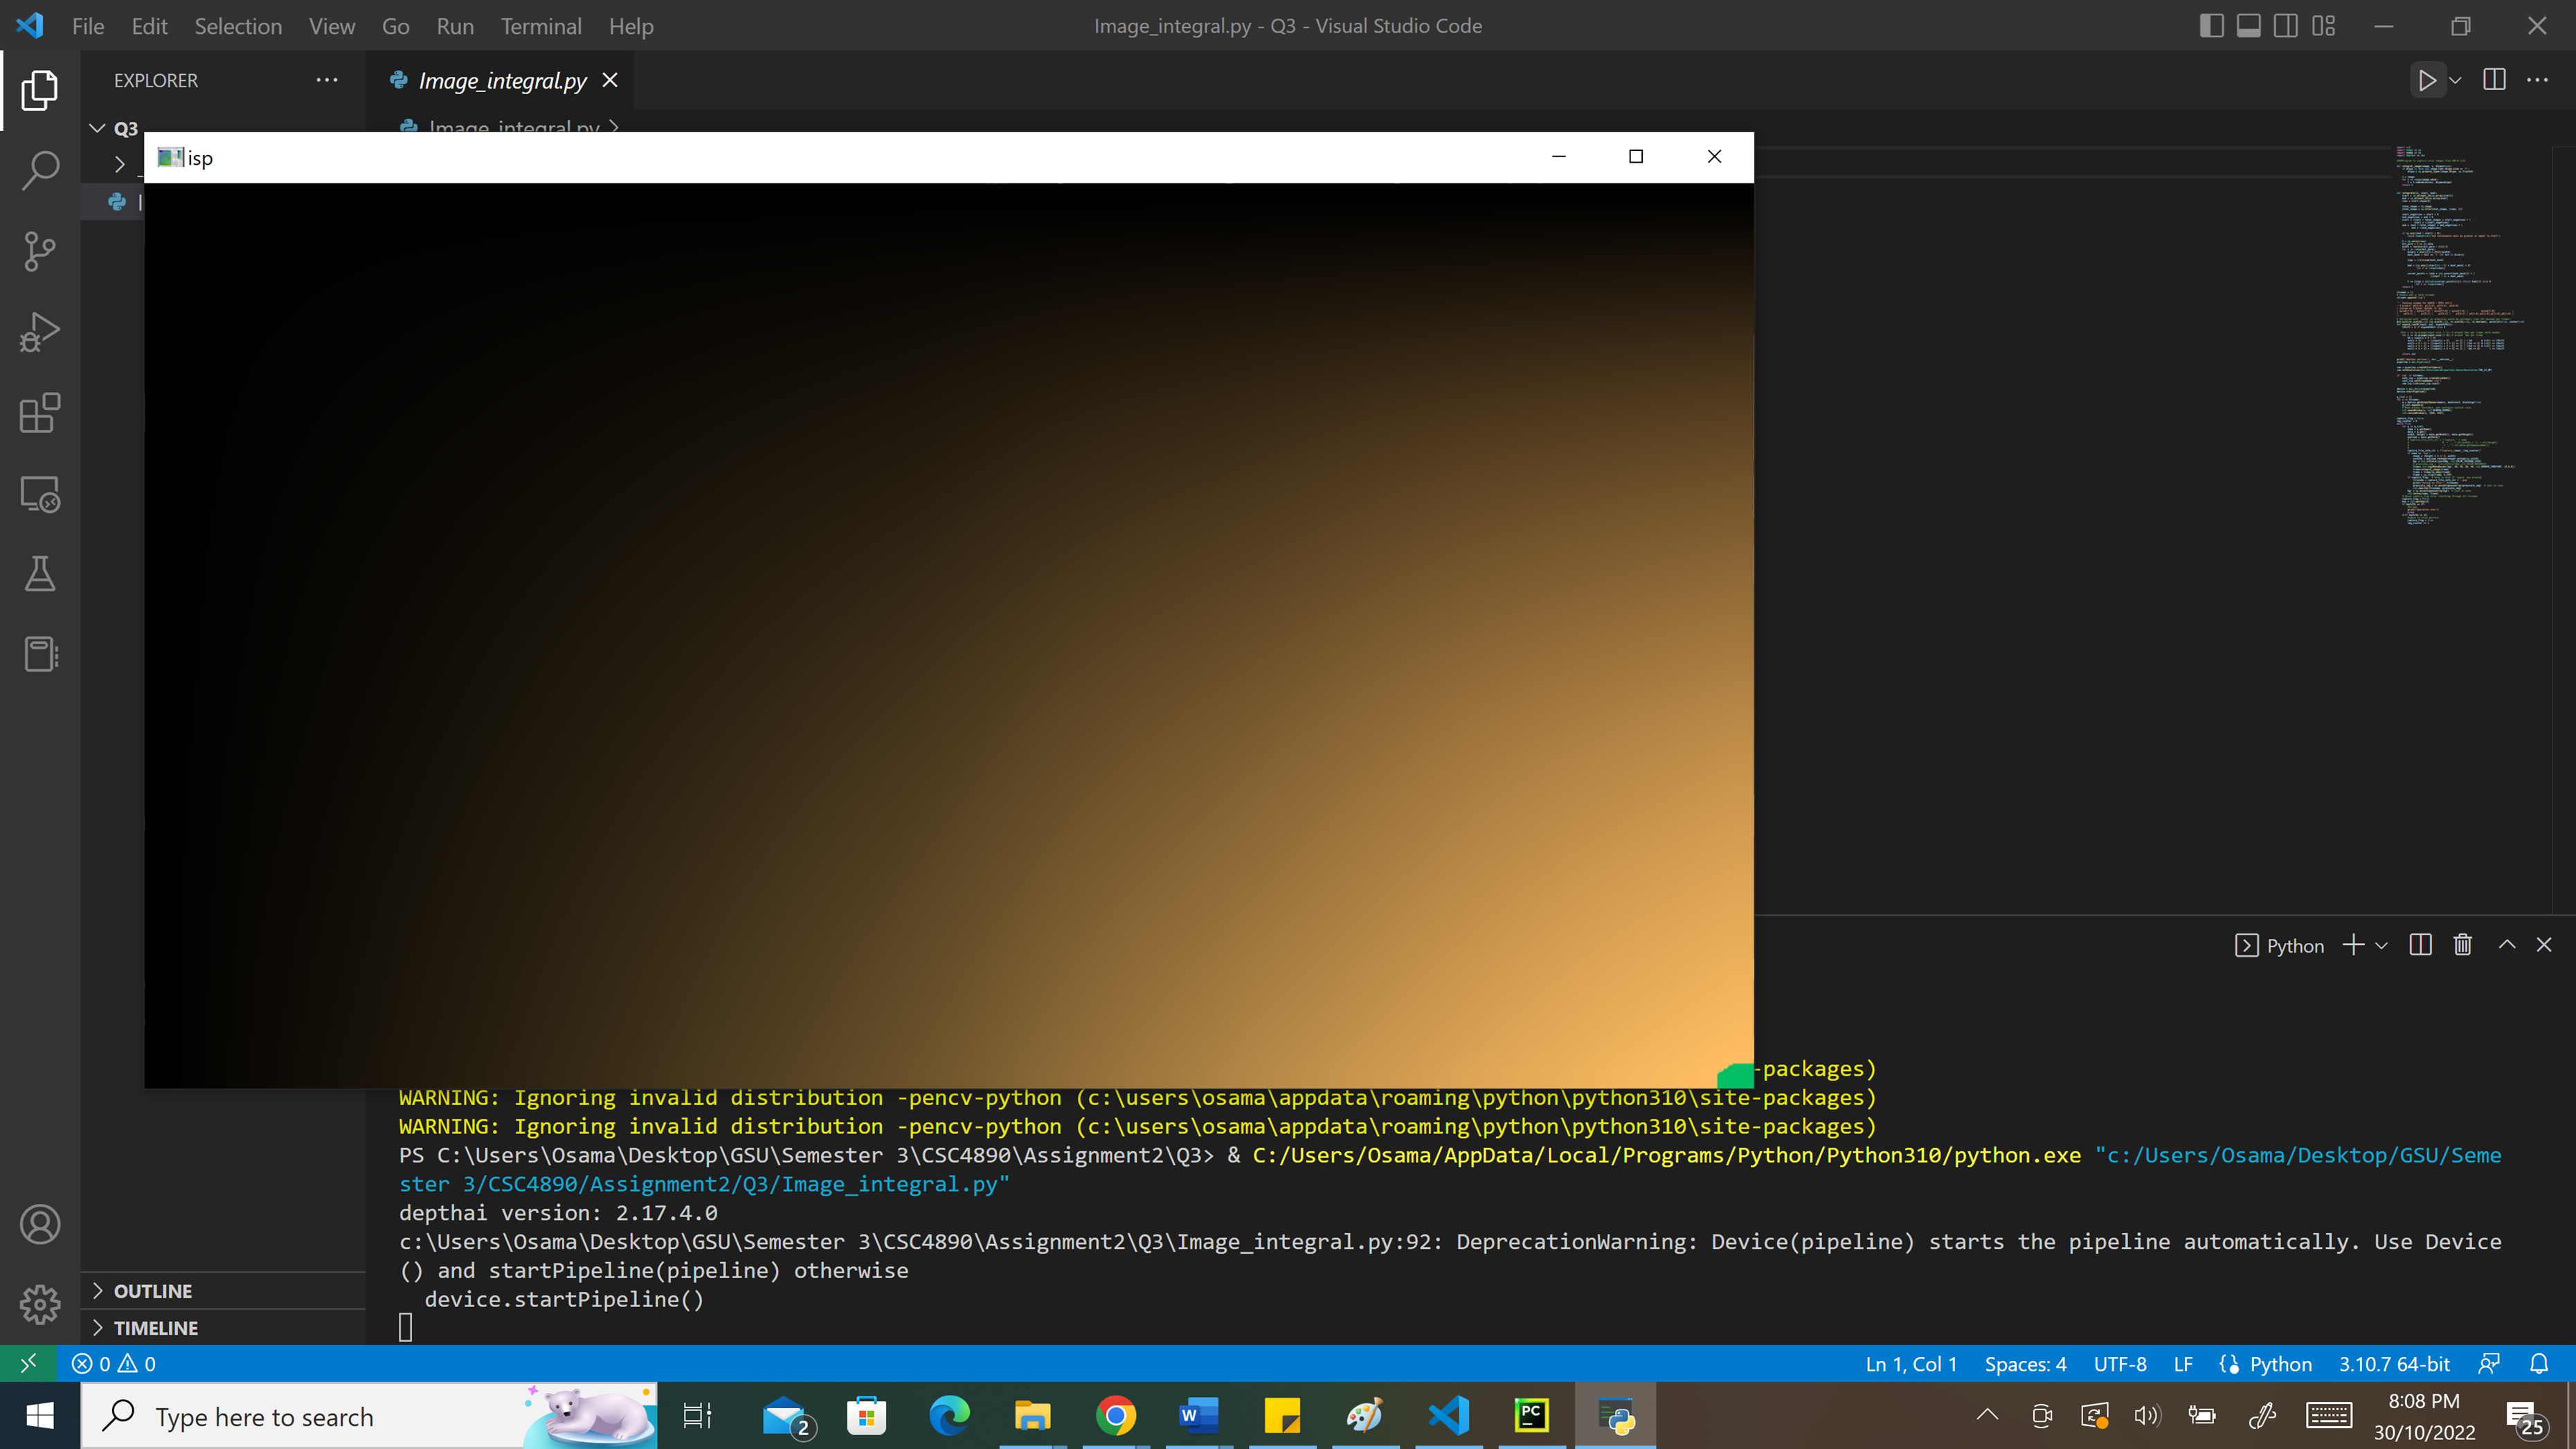 File Edit Selection View Go Run Terminal Help
Image_integral.py - Q3 - Visual Studio Code
EXPLORER
Image_integral.py
Q3
Image_integral.py
isp
Python
-packages)
WARNING: Ignoring invalid distribution -pencv-python (c:\users\osama\appdata\roaming\python\python310\site-packages)
WARNING: Ignoring invalid distribution -pencv-python (c:\users\osama\appdata\roaming\python\python310\site-packages)
PS C:\Users\Osama\Desktop\GSU\Semester 3\CSC4890\Assignment2\Q3> & C:/Users/Osama/AppData/Local/Programs/Python/Python310/python.exe "c:/Users/Osama/Desktop/GSU/Seme
ster 3/CSC4890/Assignment2/Q3/Image_integral.py"
depthai version: 2.17.4.0
c:\Users\Osama\Desktop\GSU\Semester 3\CSC4890\Assignment2\Q3\Image_integral.py:92: DeprecationWarning: Device(pipeline) starts the pipeline automatically. Use Device
() and startPipeline(pipeline) otherwise
device.startPipeline()
OUTLINE
TIMELINE
0 0
Ln 1, Col 1 Spaces: 4 UTF-8 LF Python 3.10.7 64-bit
Type here to search
2
W
PC
8:08 PM
30/10/2022
25